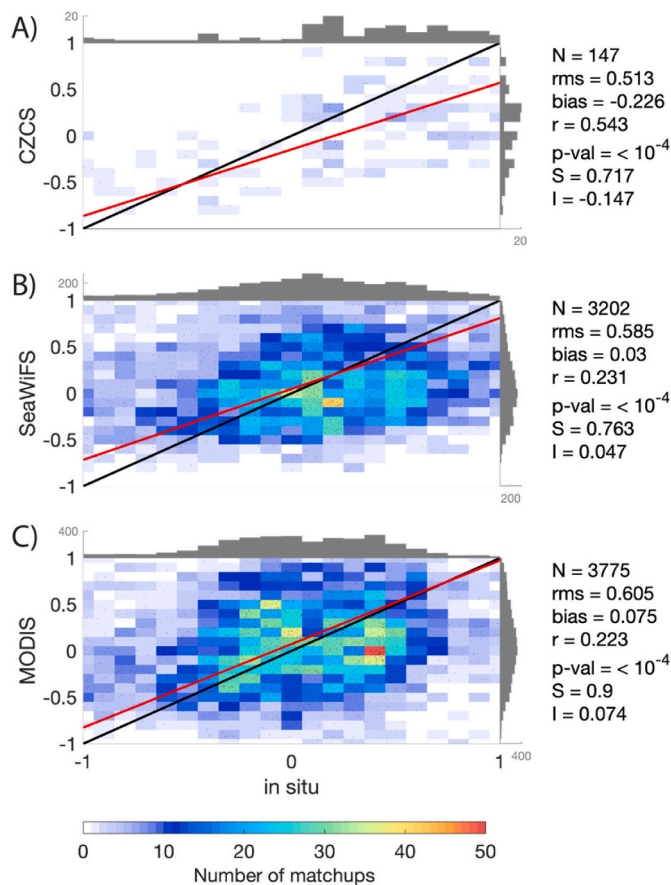 A)
20
1
0.5
0
-0.5
-1
CZCS
20
N = 147
rms = 0.513
bias = -0.226
r = 0.543
p-val = < 10⁻⁴
S = 0.717
I = -0.147
B)
200
1
0.5
0
-0.5
-1
SeaWiFS
200
N = 3202
rms = 0.585
bias = 0.03
r = 0.231
p-val = < 10⁻⁴
S = 0.763
I = 0.047
C)
400
1
0.5
0
-0.5
-1
MODIS
-1 0 1
400
in situ
N = 3775
rms = 0.605
bias = 0.075
r = 0.223
p-val = < 10⁻⁴
S = 0.9
I = 0.074
0 10 20 30 40 50
Number of matchups